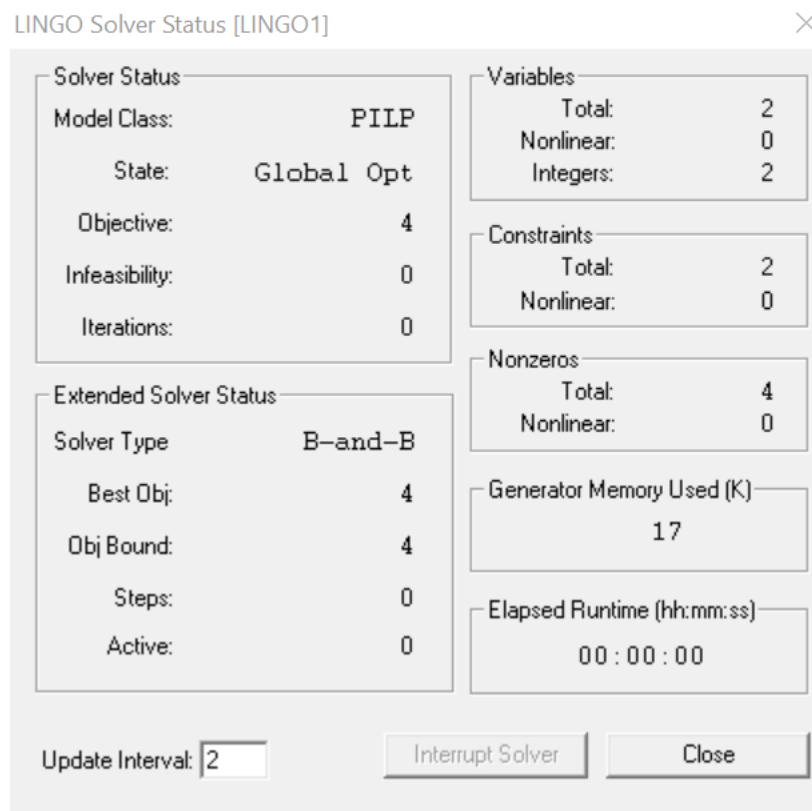 LINGO Solver Status [LINGO1]
Solver Status
Model Class: PILP
State: Global Opt
Objective: 4
Infeasibility: 0
Iterations: 0
Extended Solver Status
Solver Type B-and-B
Best Obj: 4
Obj Bound: 4
Steps: 0
Active: 0
Variables
Total: 2
Nonlinear: 0
Integers: 2
Constraints
Total: 2
Nonlinear: 0
Nonzeros
Total: 4
Nonlinear: 0
Generator Memory Used (K)
17
Elapsed Runtime (hh:mm:ss)
00:00:00
Update Interval: 2
Interrupt Solver
Close